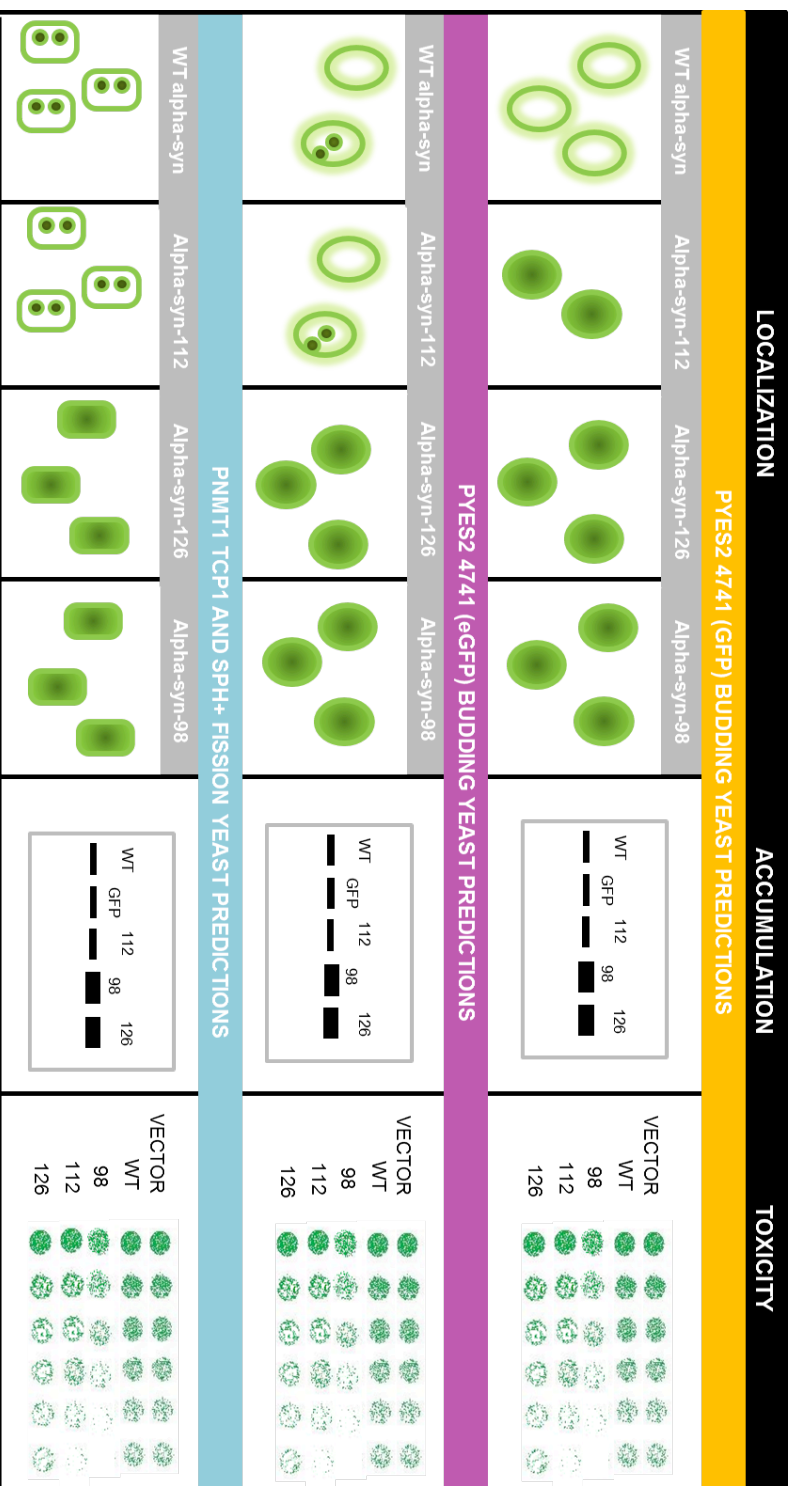 LOCALIZATION
ACCUMULATION
TOXICITY
PYES2 4741 (GFP) BUDDING YEAST PREDICTIONS
WT alpha-syn
Alpha-syn-112
Alpha-syn-126
Alpha-syn-98
WT GFP 112 98 126
VECTOR
WT
98
112
126
PYES2 4741 (eGFP) BUDDING YEAST PREDICTIONS
WT alpha-syn
Alpha-syn-112
Alpha-syn-126
Alpha-syn-98
WT GFP 112 98 126
VECTOR
WT
98
112
126
PNMT1 TCP1 AND SPH+ FISSION YEAST PREDICTIONS
WT alpha-syn
Alpha-syn-112
Alpha-syn-126
Alpha-syn-98
WT GFP 112 98 126
VECTOR
WT
98
112
126